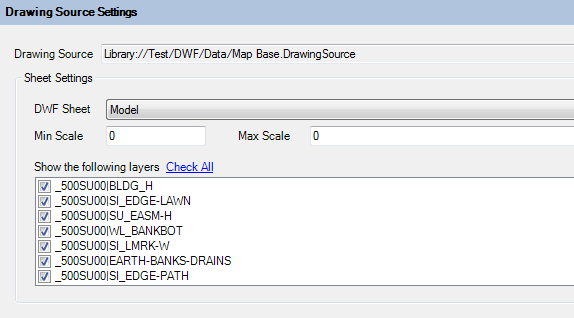 Drawing Source Settings
Drawing Source Library://Test/DWF/Data/Map Base.DrawingSource
Sheet Settings
DWF Sheet Model
Min Scale 0 Max Scale 0
Show the following layers Check All
_500SU00|BLDG_H
_500SU00|SI_EDGE-LAWN
_500SU00|SU_EASM-H
_500SU00|WL_BANKBOT
_500SU00|SI_LMRK-W
_500SU00|EARTH-BANKS-DRAINS
_500SU00|SI_EDGE-PATH